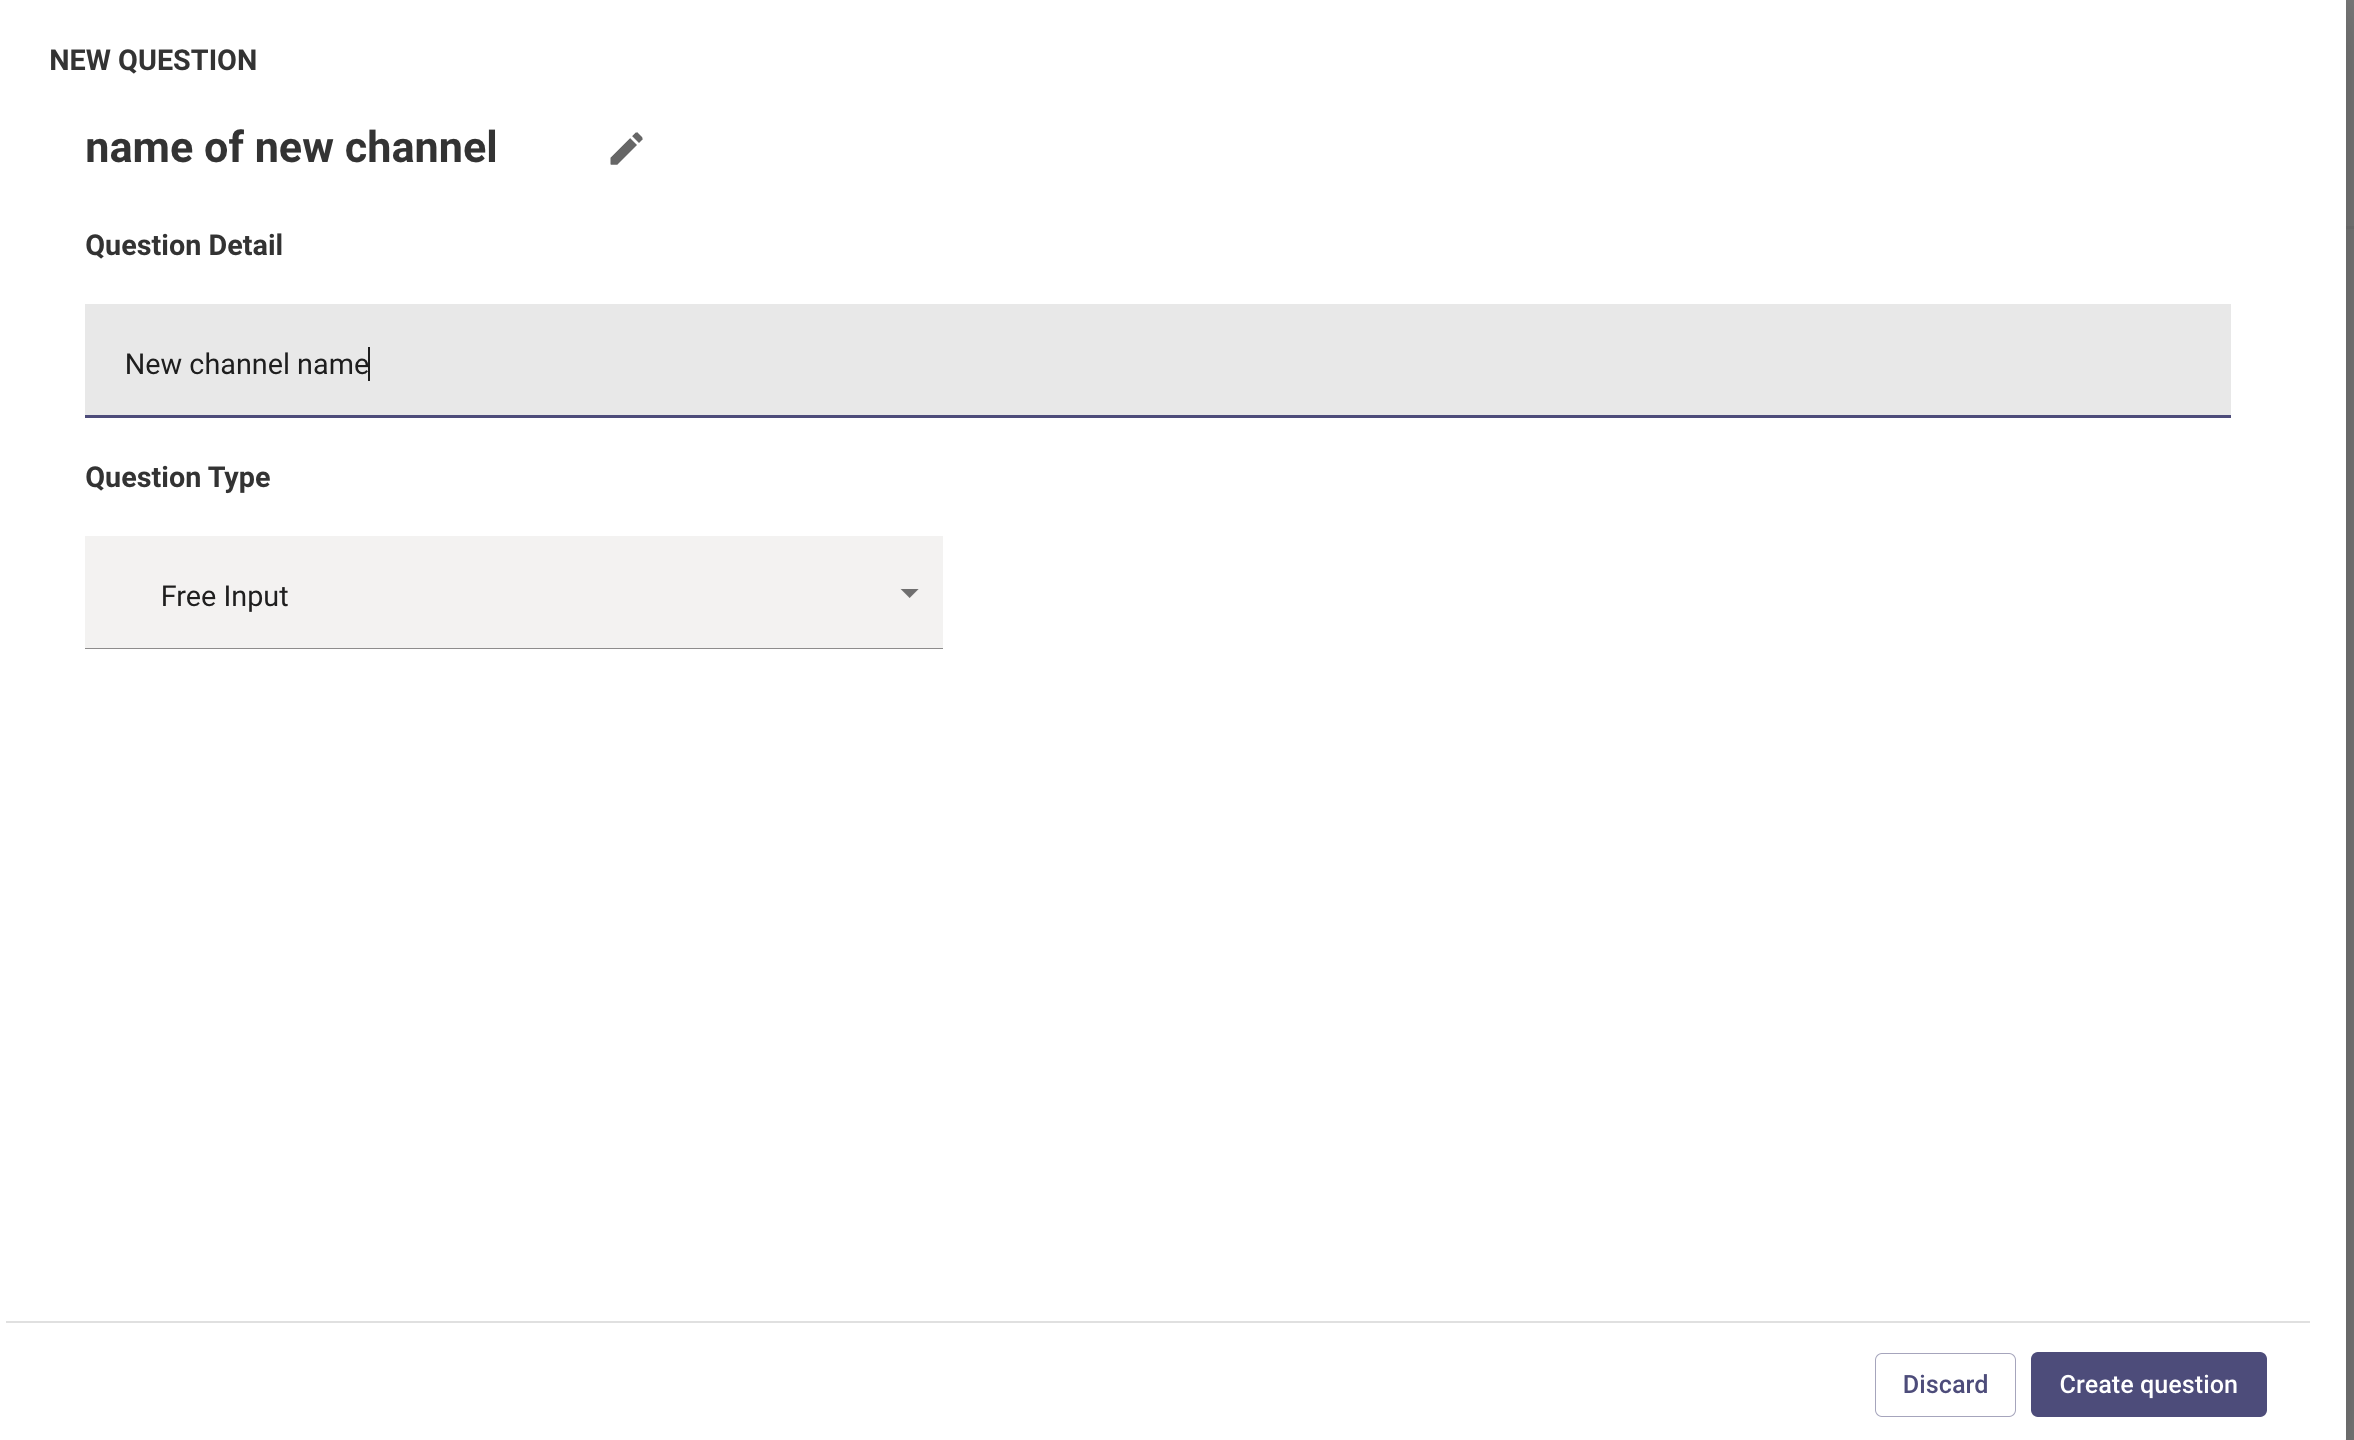 NEW QUESTION
name of new channel
Question Detail
New channel name
Question Type
Free Input
Discard
Create question